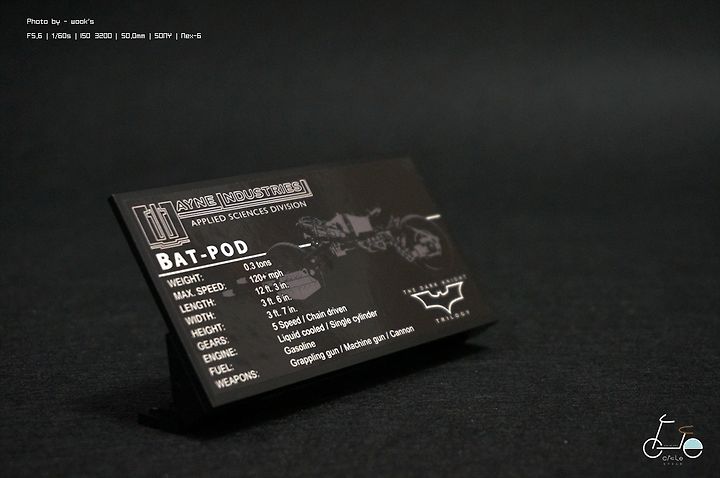 Photo by - wook's
F5,6 | 1/60s | ISO 3200 | 50,0mm | SONY | Nex-6
WAYNE INDUSTRIES
APPLIED SCIENCES DIVISION
BAT-POD
WEIGHT: 0.3 tons
MAX. SPEED: 120+ mph
LENGTH: 12 ft. 3 in.
WIDTH: 3 ft. 6 in.
HEIGHT: 3 ft. 7 in.
GEARS: 5 Speed / Chain driven
ENGINE: Liquid cooled / Single cylinder
FUEL: Gasoline
WEAPONS: Grappling gun / Machine gun / Cannon
THE DARK KNIGHT
TRILOGY